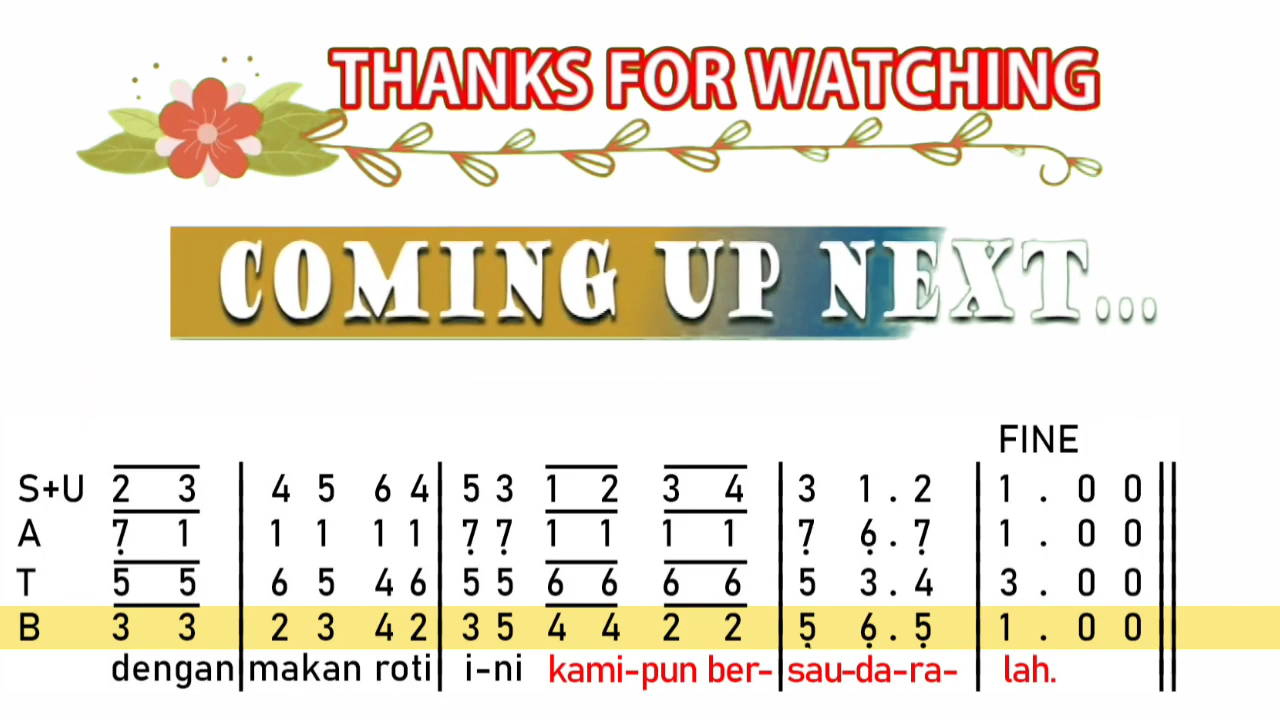 THANKS FOR WATCHING
COMING UP NEXT...
FINE
S+U 2 3 | 4 5 6 4 | 5 3 1 2 3 4 | 3 1 . 2 | 1 . 0 0 ||
A 7̣ 1 | 1 1 1 1 | 7̣ 7̣ 1 1 1 1 | 7̣ 6̣ . 7̣ | 1 . 0 0 ||
T 5 5 | 6 5 4 6 | 5 5 6 6 6 6 | 5 3 . 4 | 3 . 0 0 ||
B 3 3 | 2 3 4 2 | 3 5 4 4 2 2 | 5̣ 6̣ . 5̣ | 1 . 0 0 ||
dengan | makan roti | i-ni kami-pun ber- | sau-da-ra- | lah. ||